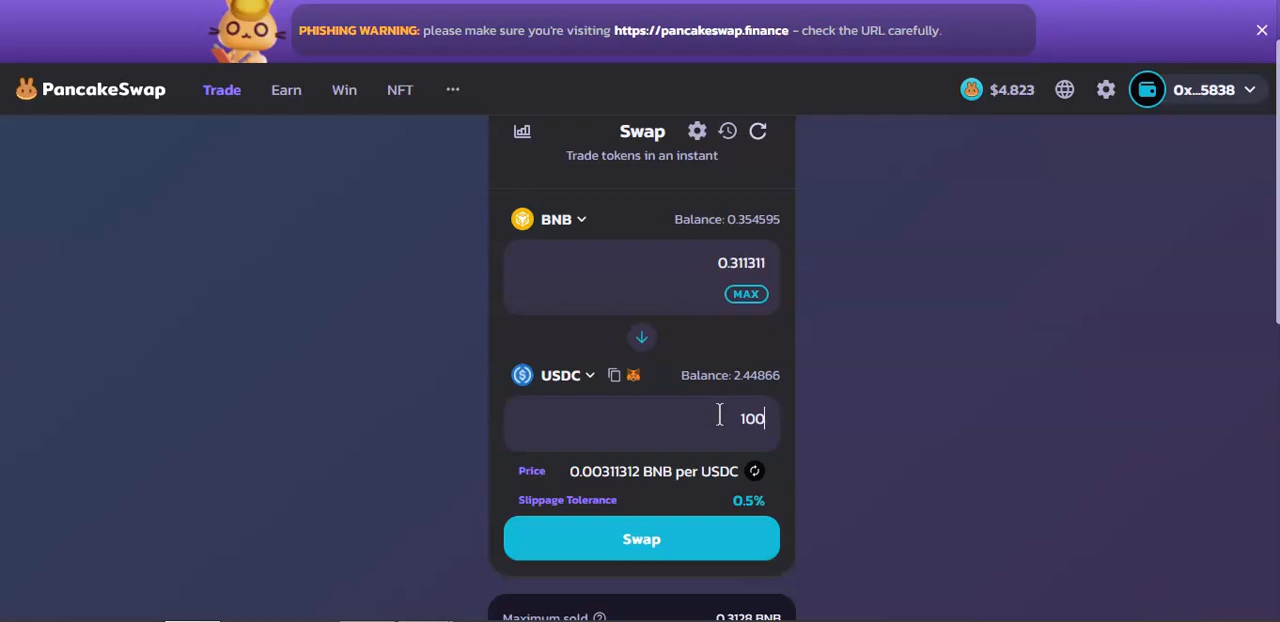 PHISHING WARNING: please make sure you're visiting https://pancakeswap.finance - check the URL carefully.
PancakeSwap Trade Earn Win NFT ... $4.823 0x...5838
Swap
Trade tokens in an instant
BNB Balance: 0.354595
0.311311
MAX
USDC Balance: 2.44866
100
Price 0.00311312 BNB per USDC
Slippage Tolerance 0.5%
Swap
Maximum sold 0.3128 BNB